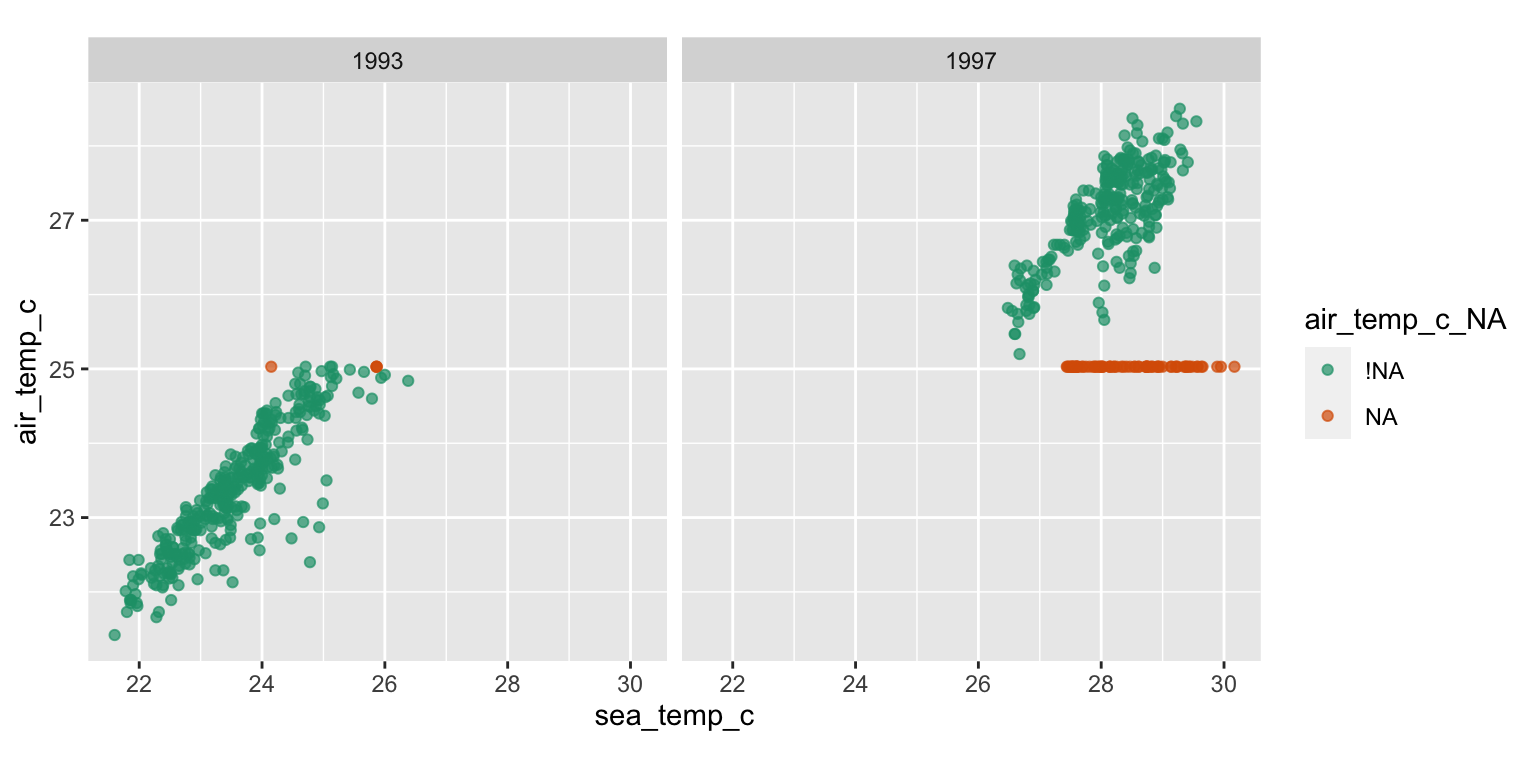 1993
1997
air_temp_c
27
25
23
22 24 26 28 30
22 24 26 28 30
sea_temp_c
air_temp_c_NA
!NA
NA